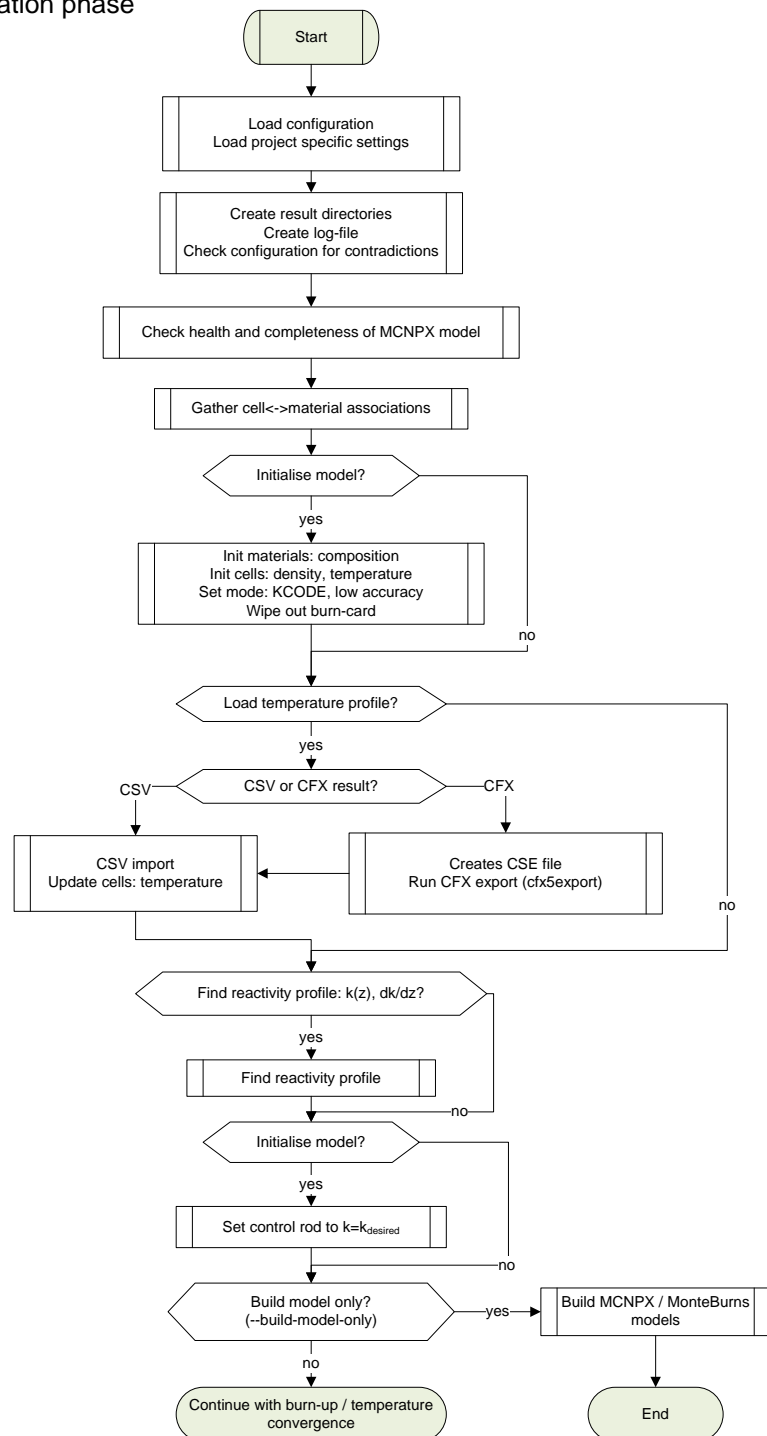 ation phase
Start
Load configuration
Load project specific settings
Create result directories
Create log-file
Check configuration for contradictions
Check health and completeness of MCNPX model
Gather cell<->material associations
Initialise model?
yes
Init materials: composition
Init cells: density, temperature
Set mode: KCODE, low accuracy
Wipe out burn-card
no
Load temperature profile?
yes
CSV or CFX result?
CSV
CFX
CSV import
Update cells: temperature
Creates CSE file
Run CFX export (cfx5export)
no
Find reactivity profile: k(z), dk/dz?
yes
Find reactivity profile
no
Initialise model?
yes
Set control rod to k=kdesired
no
Build model only?
(--build-model-only)
yes
Build MCNPX / MonteBurns
models
no
Continue with burn-up / temperature
convergence
End